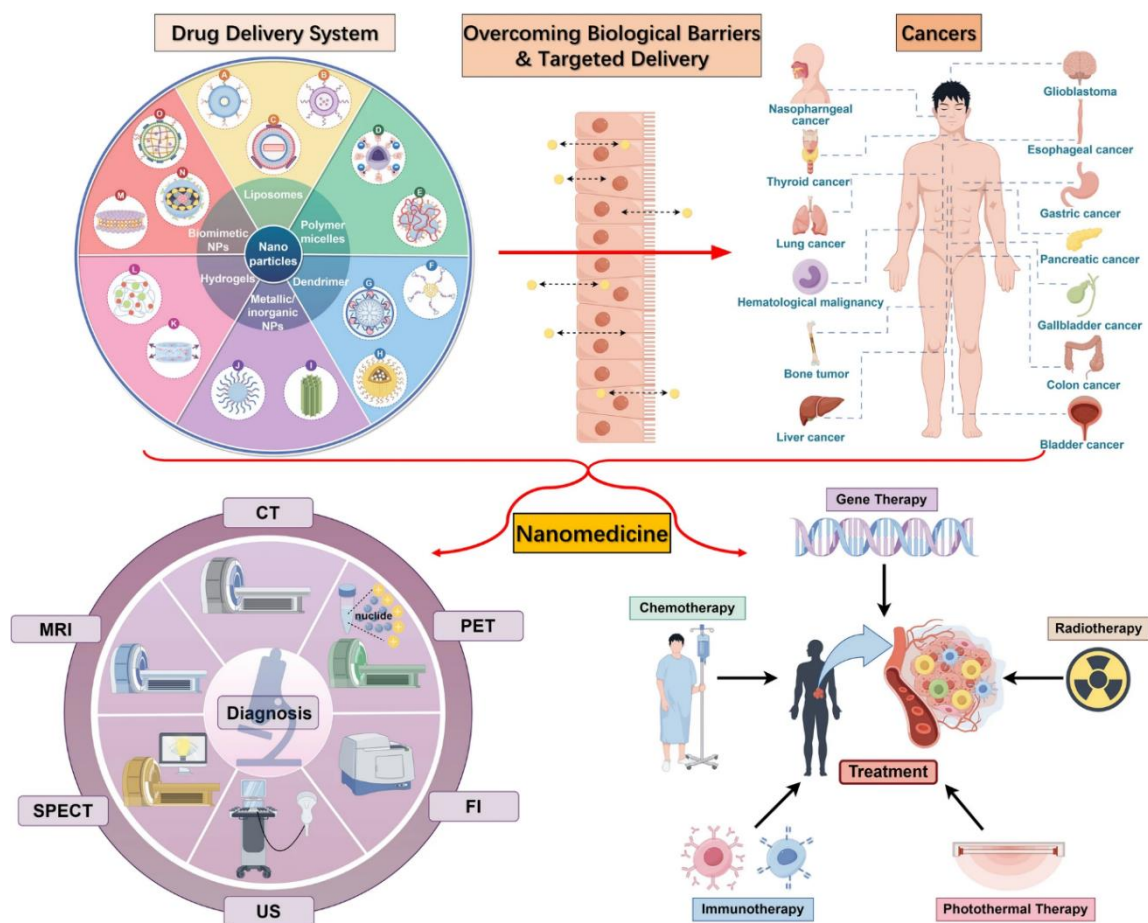 Drug Delivery System
Overcoming Biological Barriers
& Targeted Delivery
Cancers
A
B
C
D
E
F
G
H
I
J
K
L
M
N
O
Liposomes
Polymer
micelles
Dendrimer
Metallic/
inorganic
NPs
Hydrogels
Biomimetic NPs
Nano
particles
Nasopharngeal
cancer
Thyroid cancer
Lung cancer
Hematological malignancy
Bone tumor
Liver cancer
Glioblastoma
Esophageal cancer
Gastric cancer
Pancreatic cancer
Gallbladder cancer
Colon cancer
Bladder cancer
Nanomedicine
CT
MRI
nuclide
PET
Diagnosis
SPECT
FI
US
Gene Therapy
Chemotherapy
Radiotherapy
Treatment
Immunotherapy
Photothermal Therapy